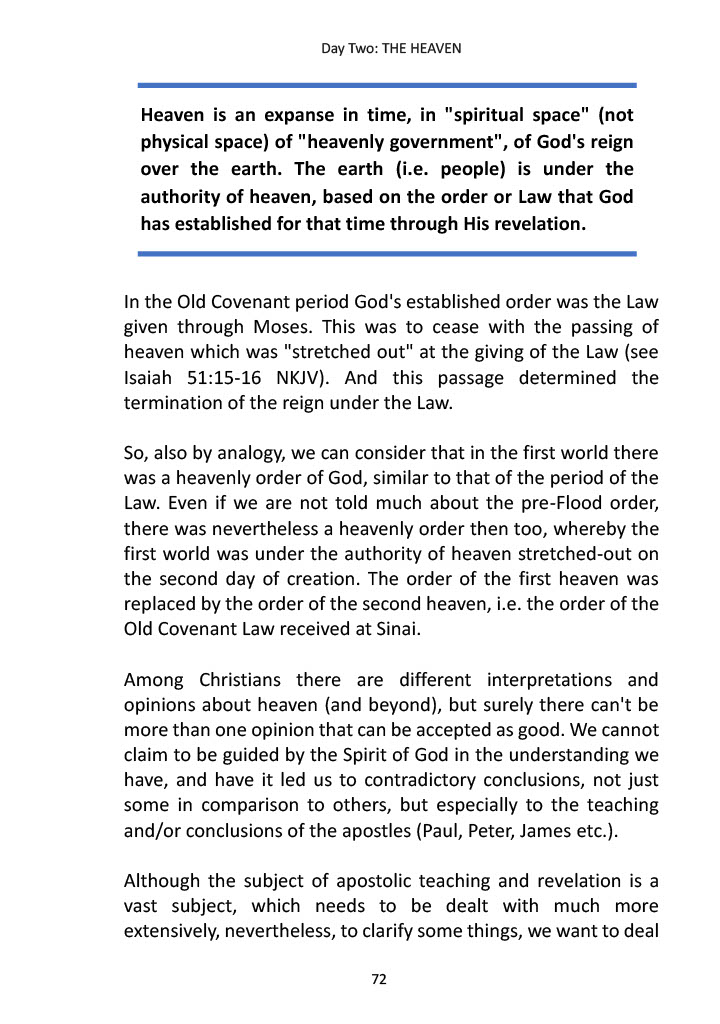 Day Two: THE HEAVEN
Heaven is an expanse in time, in "spiritual space" (not
physical space) of "heavenly government", of God's reign
over the earth. The earth (i.e. people) is under the
authority of heaven, based on the order or Law that God
has established for that time through His revelation.
In the Old Covenant period God's established order was the Law
given through Moses. This was to cease with the passing of
heaven which was "stretched out" at the giving of the Law (see
Isaiah 51:15-16 NKJV). And this passage determined the
termination of the reign under the Law.
So, also by analogy, we can consider that in the first world there
was a heavenly order of God, similar to that of the period of the
Law. Even if we are not told much about the pre-Flood order,
there was nevertheless a heavenly order then too, whereby the
first world was under the authority of heaven stretched-out on
the second day of creation. The order of the first heaven was
replaced by the order of the second heaven, i.e. the order of the
Old Covenant Law received at Sinai.
Among Christians there are different interpretations and
opinions about heaven (and beyond), but surely there can't be
more than one opinion that can be accepted as good. We cannot
claim to be guided by the Spirit of God in the understanding we
have, and have it led us to contradictory conclusions, not just
some in comparison to others, but especially to the teaching
and/or conclusions of the apostles (Paul, Peter, James etc.).
Although the subject of apostolic teaching and revelation is a
vast subject, which needs to be dealt with much more
extensively, nevertheless, to clarify some things, we want to deal
72